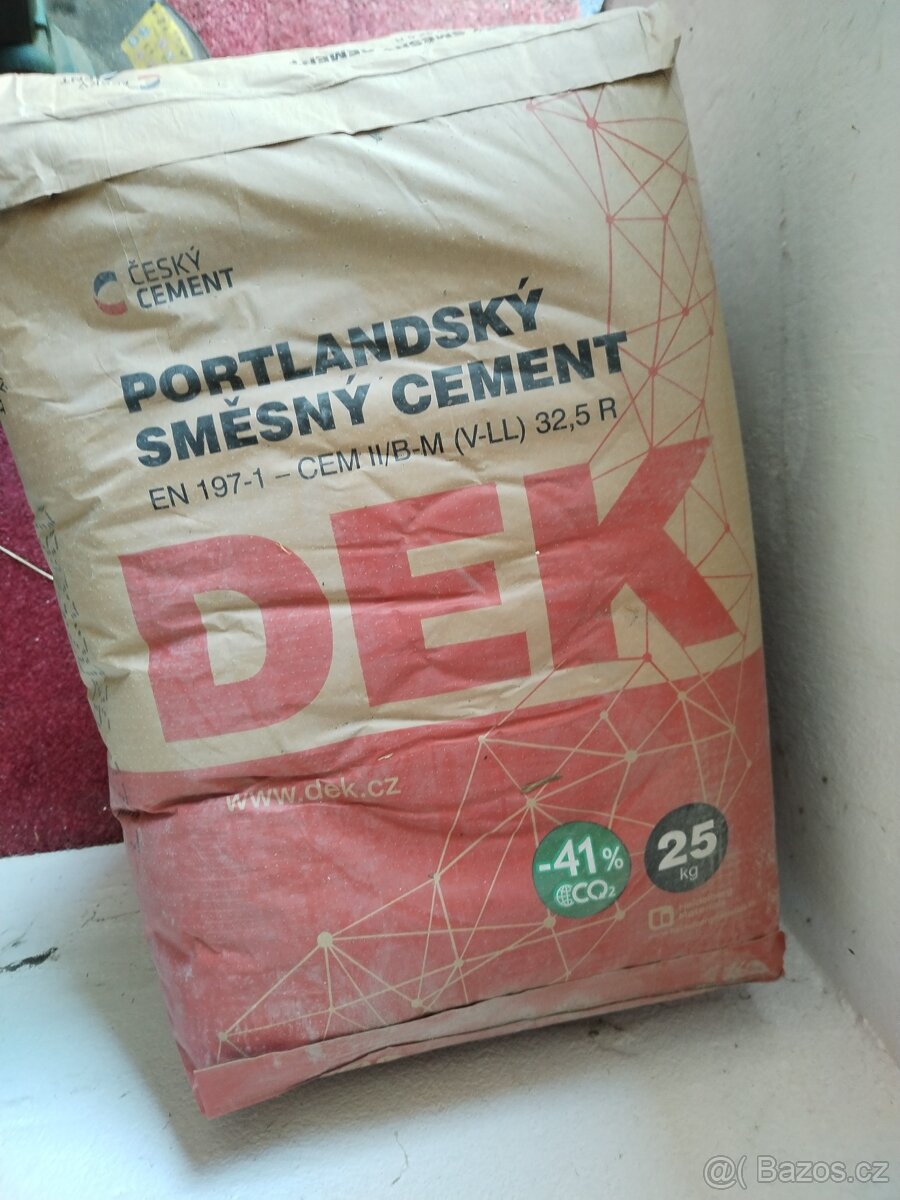 ČESKÝ
CEMENT
PORTLANDSKÝ
SMĚSNÝ CEMENT
EN 197-1 – CEM II/B-M (V-LL) 32,5 R
DEK
www.dek.cz
-41%
CO₂
25
kg
@( Bazos.cz